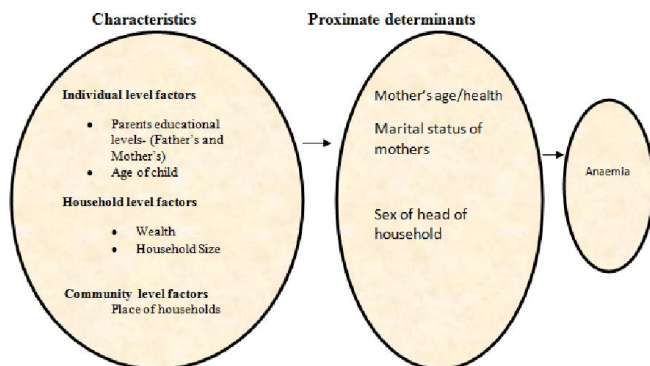 Characteristics
Proximate determinants
Individual level factors
• Parents educational
levels- (Father's and
Mother's)
• Age of child
Household level factors
• Wealth
• Household Size
Community level factors
Place of households
Mother's age/health
Marital status of
mothers
Sex of head of
household
Anaemia